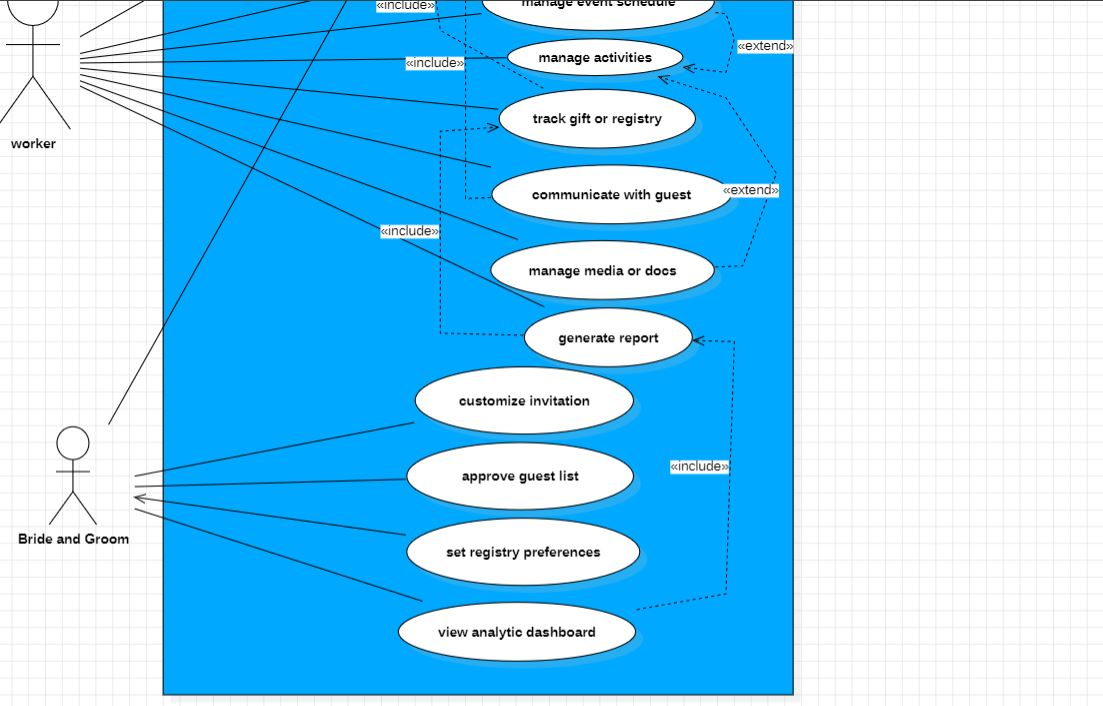 «include»
manage event schedule
«extend»
manage activities
«include»
track gift or registry
worker
«extend»
communicate with guest
«include»
manage media or docs
generate report
customize invitation
«include»
approve guest list
Bride and Groom
set registry preferences
view analytic dashboard